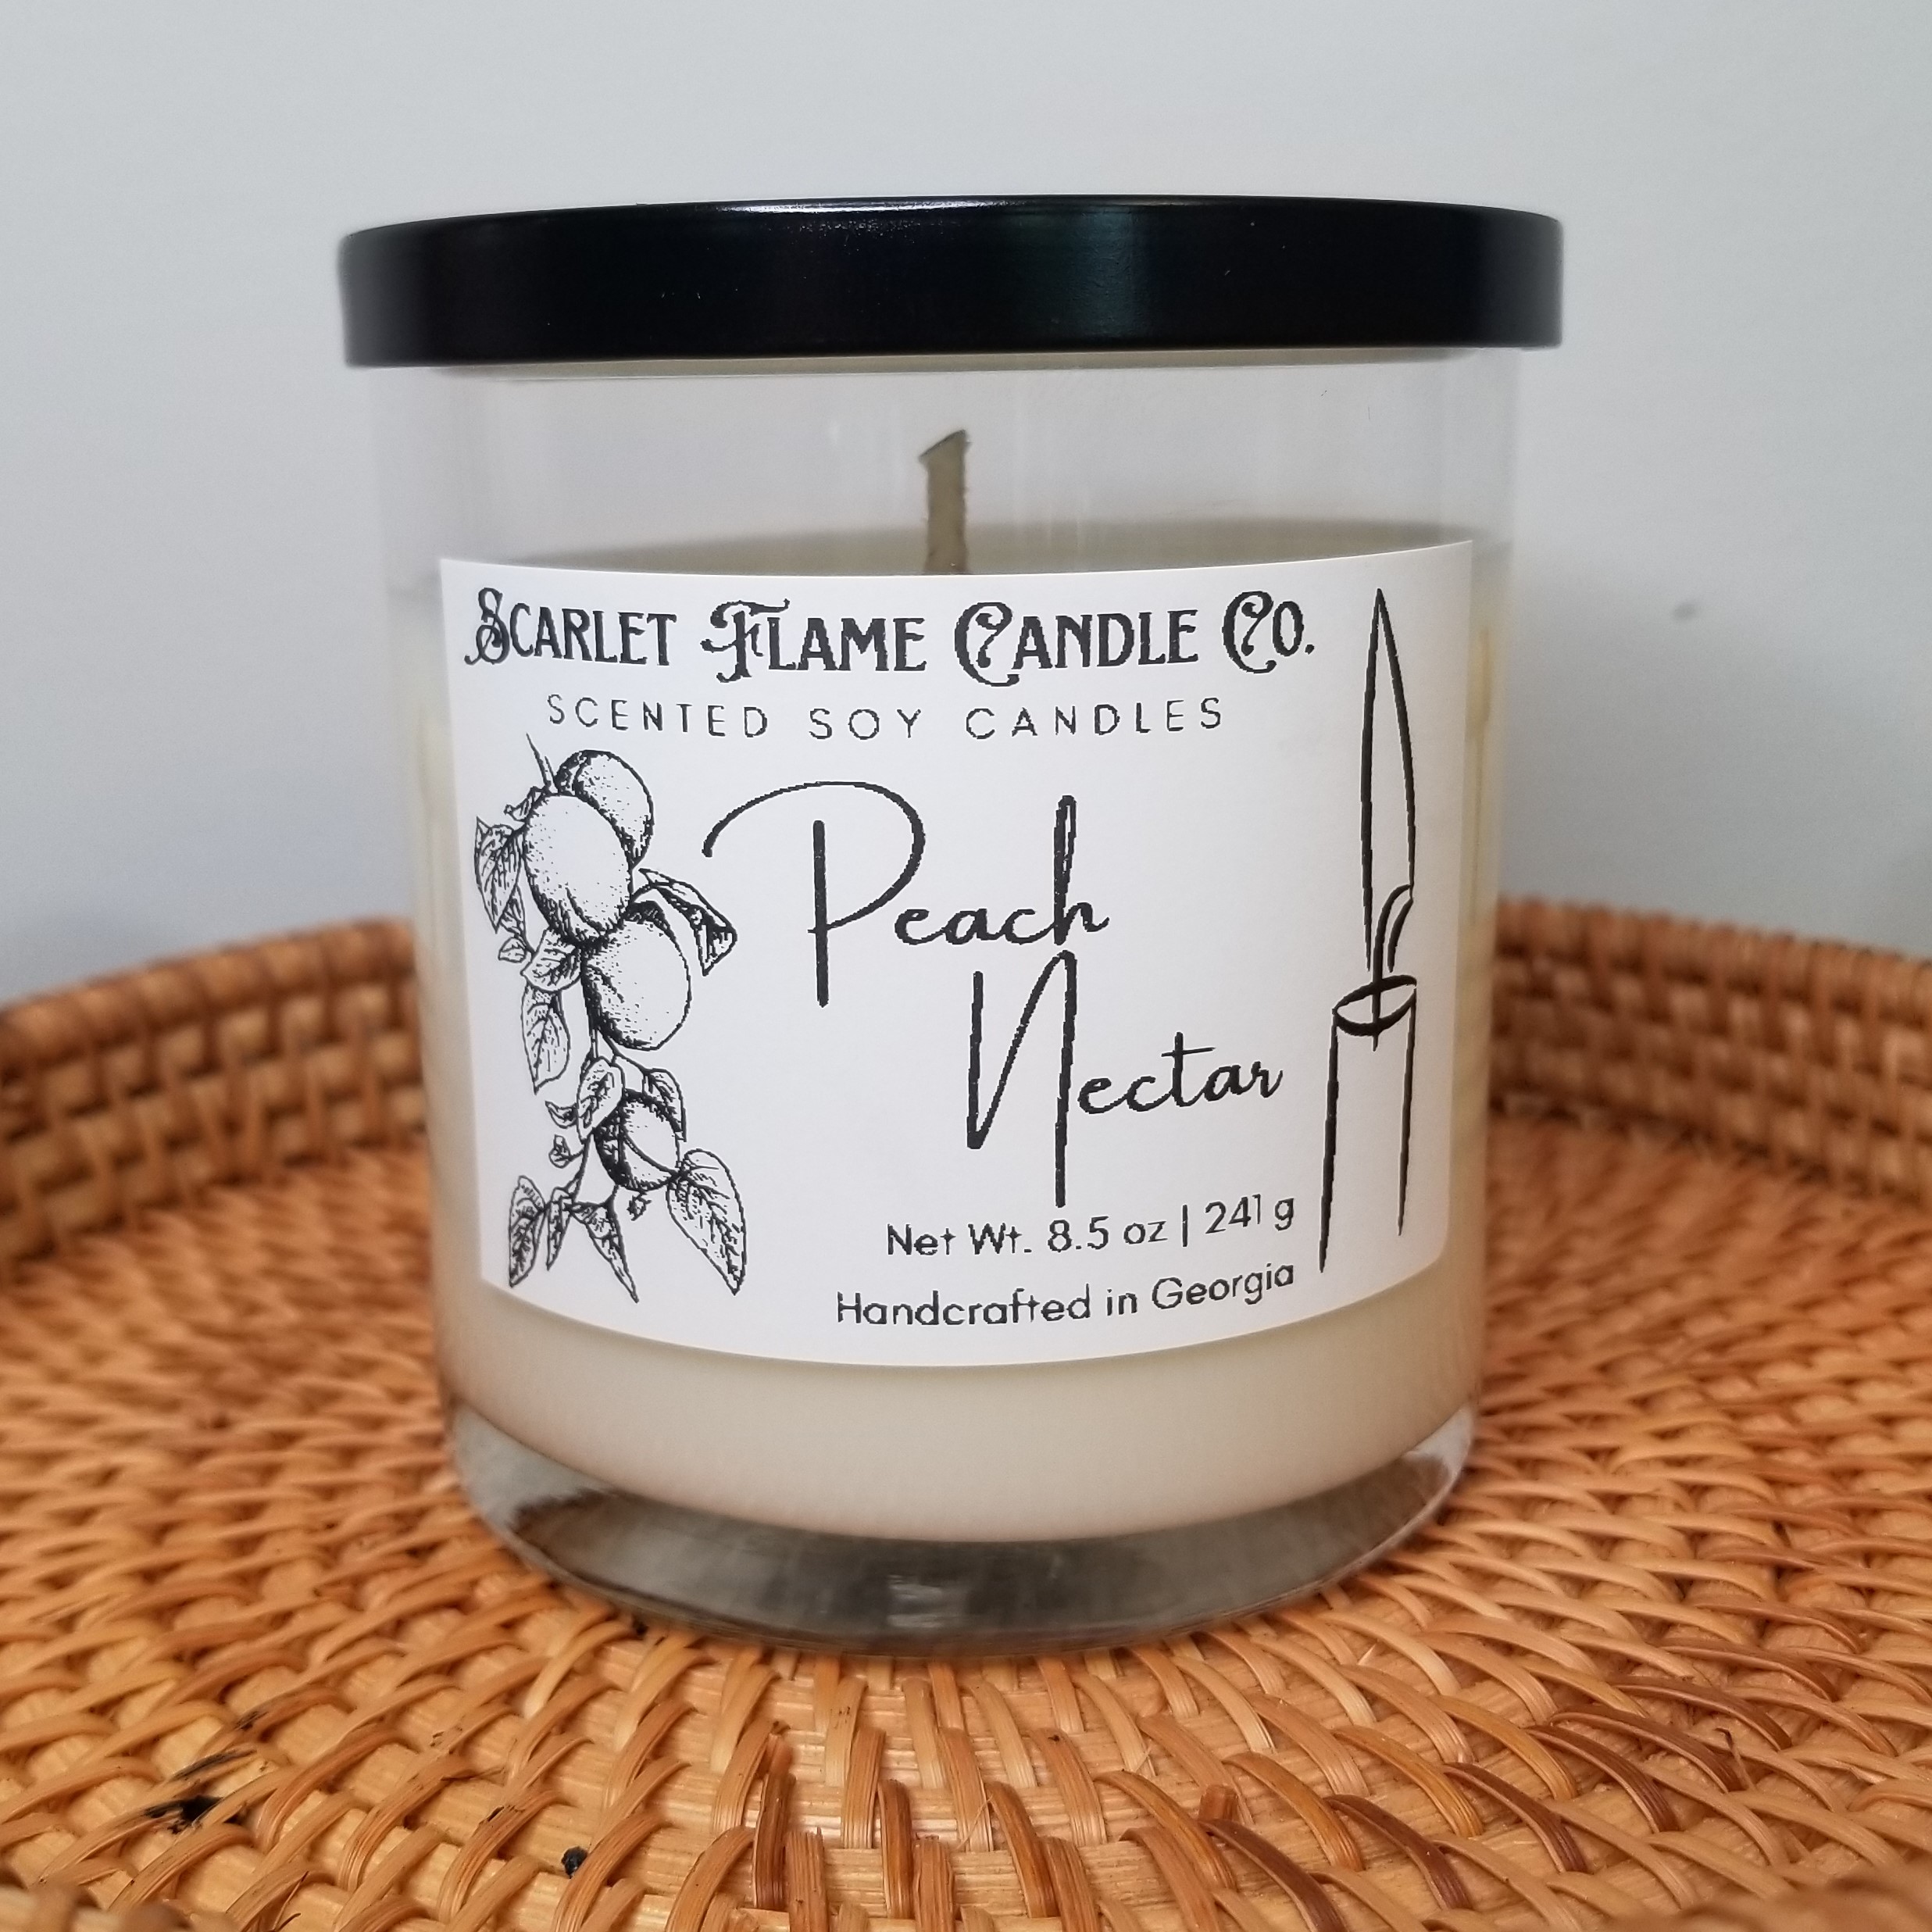 SCARLET FLAME CANDLE CO.
SCENTED SOY CANDLES
Peach
Nectar
Net Wt. 8.5 oz | 241 g
Handcrafted in Georgia